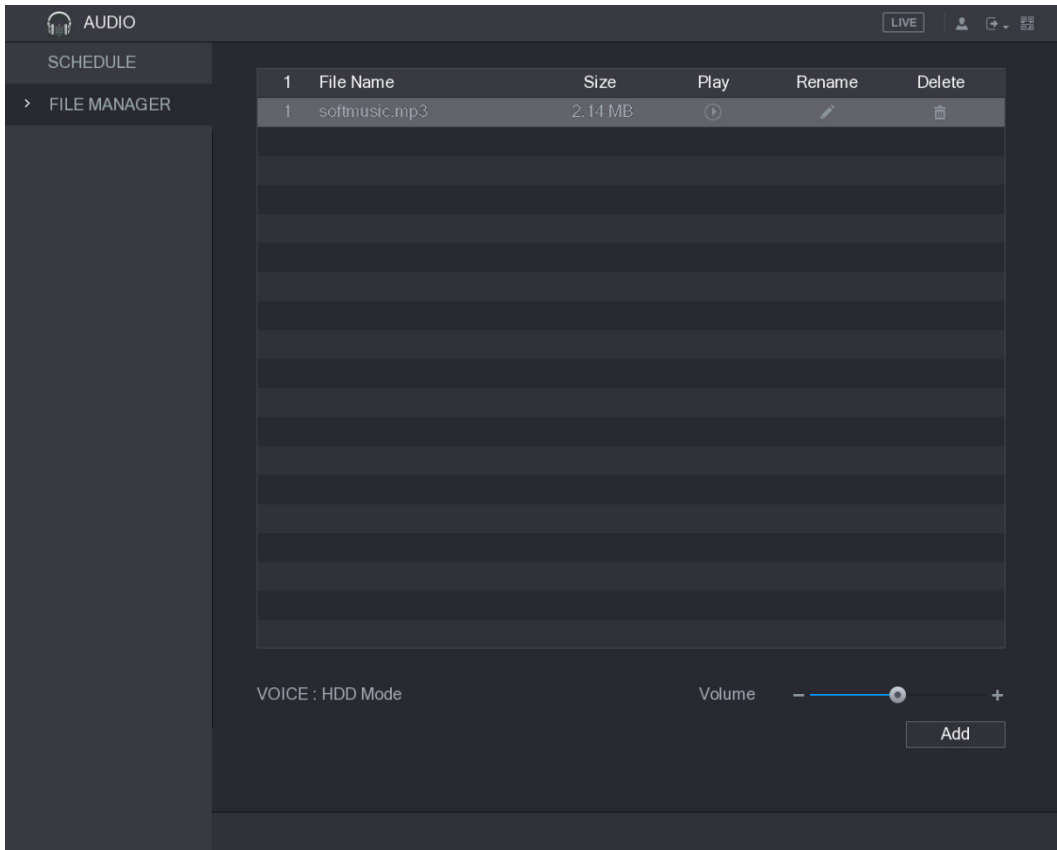 AUDIO LIVE
SCHEDULE
FILE MANAGER
1 File Name Size Play Rename Delete
1 softmusic.mp3 2.14 MB
VOICE : HDD Mode Volume
Add